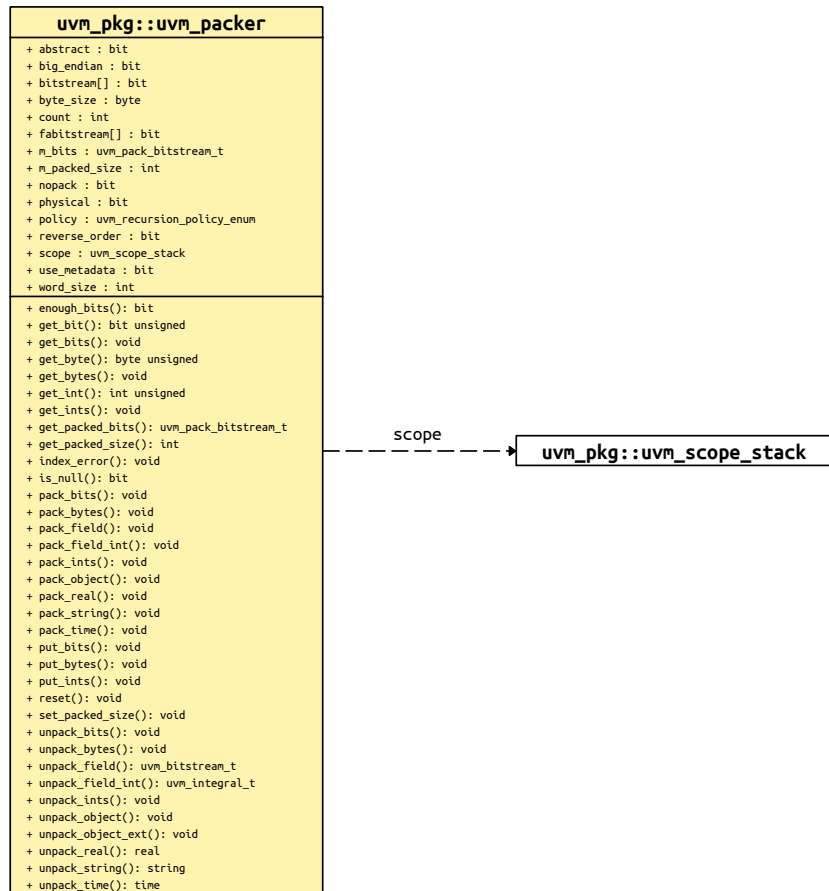 uvm_pkg::uvm_packer
+ abstract : bit
+ big_endian : bit
+ bitstream[] : bit
+ byte_size : byte
+ count : int
+ fabitstream[] : bit
+ m_bits : uvm_pack_bitstream_t
+ m_packed_size : int
+ nopack : bit
+ physical : bit
+ policy : uvm_recursion_policy_enum
+ reverse_order : bit
+ scope : uvm_scope_stack
+ use_metadata : bit
+ word_size : int
+ enough_bits(): bit
+ get_bit(): bit unsigned
+ get_bits(): void
+ get_byte(): byte unsigned
+ get_bytes(): void
+ get_int(): int unsigned
+ get_ints(): void
+ get_packed_bits(): uvm_pack_bitstream_t
+ get_packed_size(): int
+ index_error(): void
+ is_null(): bit
+ pack_bits(): void
+ pack_bytes(): void
+ pack_field(): void
+ pack_field_int(): void
+ pack_ints(): void
+ pack_object(): void
+ pack_real(): void
+ pack_string(): void
+ pack_time(): void
+ put_bits(): void
+ put_bytes(): void
+ put_ints(): void
+ reset(): void
+ set_packed_size(): void
+ unpack_bits(): void
+ unpack_bytes(): void
+ unpack_field(): uvm_bitstream_t
+ unpack_field_int(): uvm_integral_t
+ unpack_ints(): void
+ unpack_object(): void
+ unpack_object_ext(): void
+ unpack_real(): real
+ unpack_string(): string
+ unpack_time(): time
scope
uvm_pkg::uvm_scope_stack